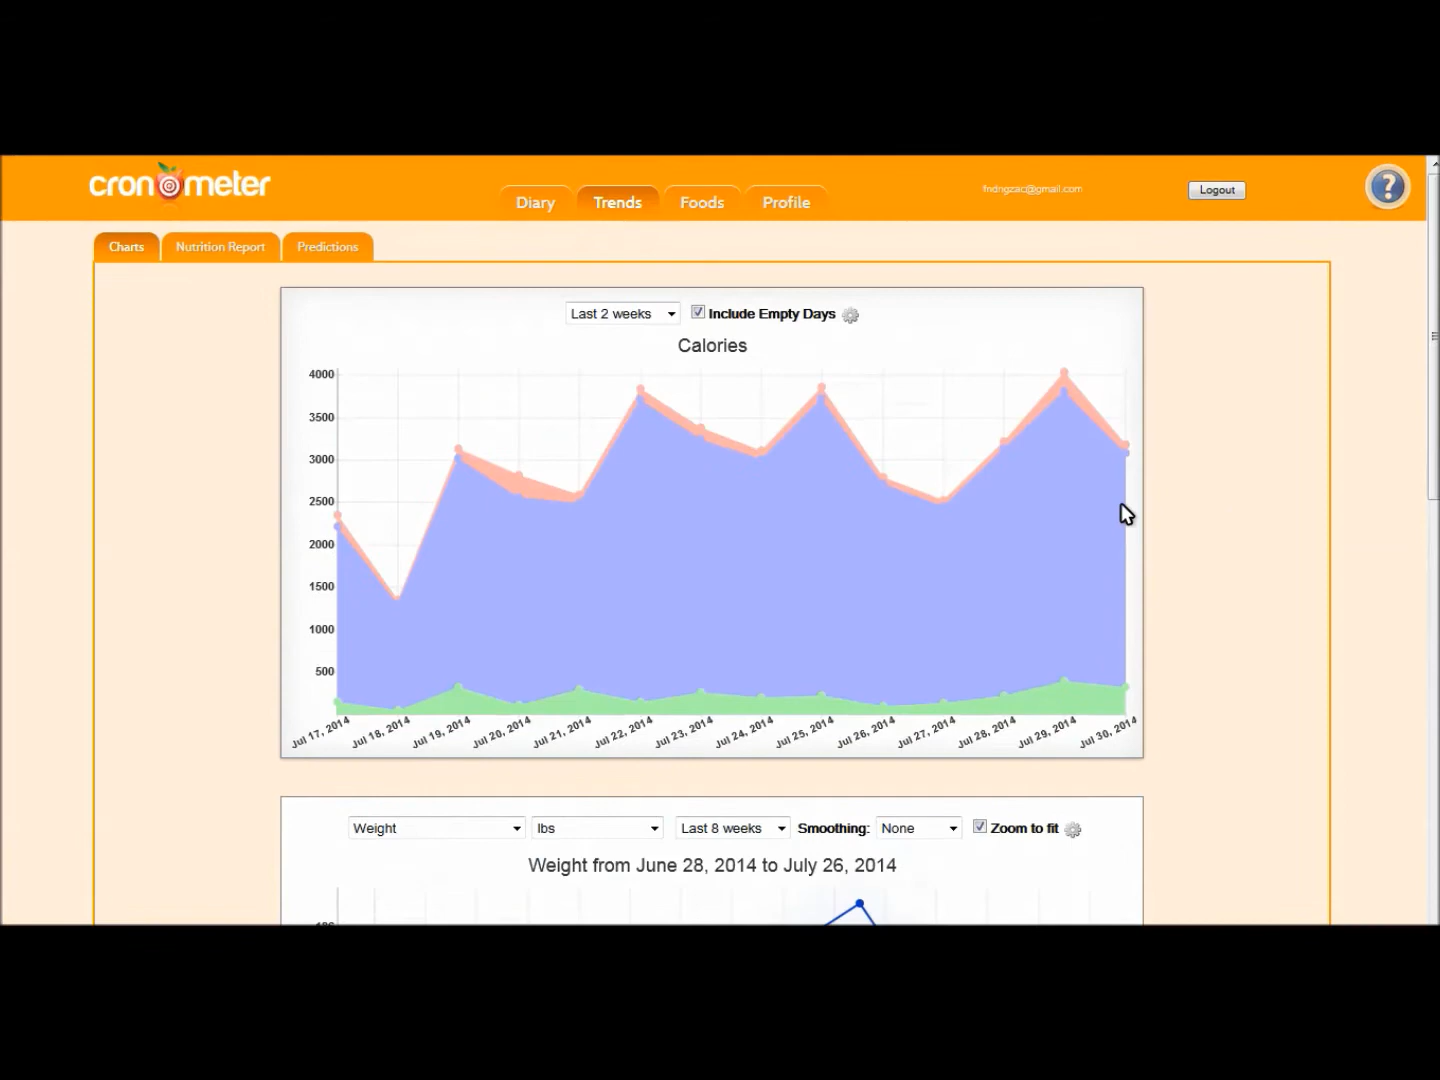 cronometer
Diary Trends Foods Profile
fndngzac@gmail.com
Logout
?
Charts Nutrition Report Predictions
Last 2 weeks Include Empty Days
Calories
4000
3500
3000
2500
2000
1500
1000
500
Jul 17, 2014 Jul 18, 2014 Jul 19, 2014 Jul 20, 2014 Jul 21, 2014 Jul 22, 2014 Jul 23, 2014 Jul 24, 2014 Jul 25, 2014 Jul 26, 2014 Jul 27, 2014 Jul 28, 2014 Jul 29, 2014 Jul 30, 2014
Weight lbs Last 8 weeks Smoothing: None Zoom to fit
Weight from June 28, 2014 to July 26, 2014